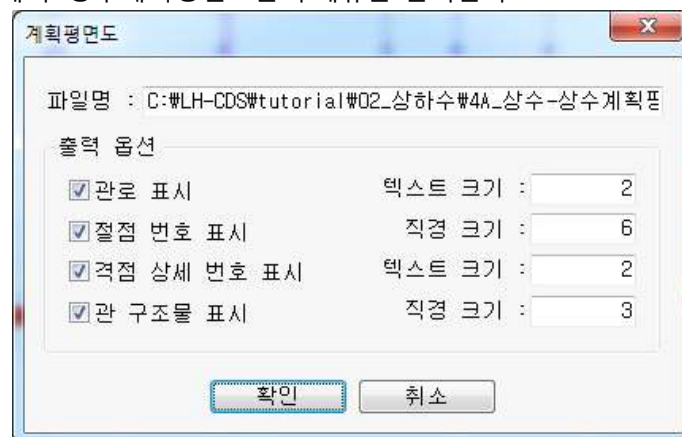 계획평면도
파일명 : C:₩LH-CDS₩tutorial₩02_상하수₩4A_상수-상수계획평
출력 옵션
관로 표시 텍스트 크기 : 2
절점 번호 표시 직경 크기 : 6
격점 상세 번호 표시 텍스트 크기 : 2
관 구조물 표시 직경 크기 : 3
확인 취소